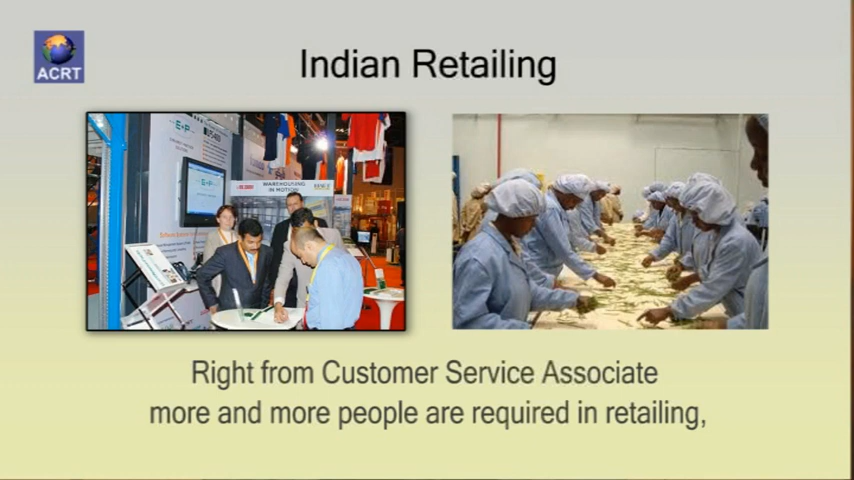 ACRT
Indian Retailing
WAREHOUSING
IN MOTION
Right from Customer Service Associate
more and more people are required in retailing,